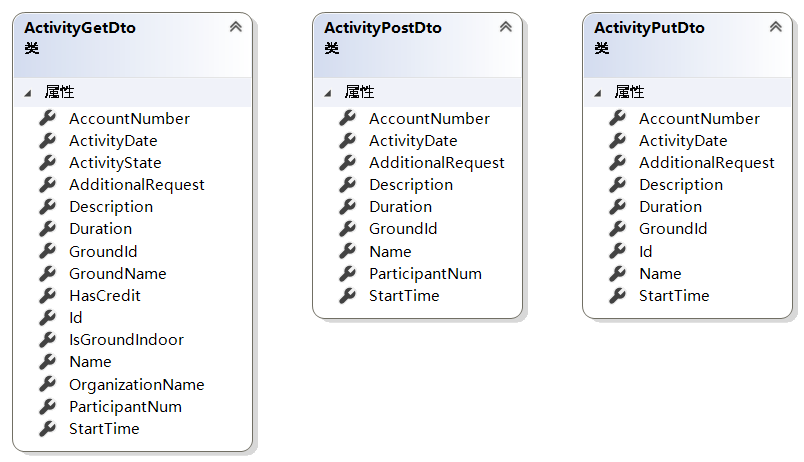 ActivityGetDto
类
属性
AccountNumber
ActivityDate
ActivityState
AdditionalRequest
Description
Duration
GroundId
GroundName
HasCredit
Id
IsGroundIndoor
Name
OrganizationName
ParticipantNum
StartTime
ActivityPostDto
类
属性
AccountNumber
ActivityDate
AdditionalRequest
Description
Duration
GroundId
Name
ParticipantNum
StartTime
ActivityPutDto
类
属性
AccountNumber
ActivityDate
AdditionalRequest
Description
Duration
GroundId
Id
Name
StartTime